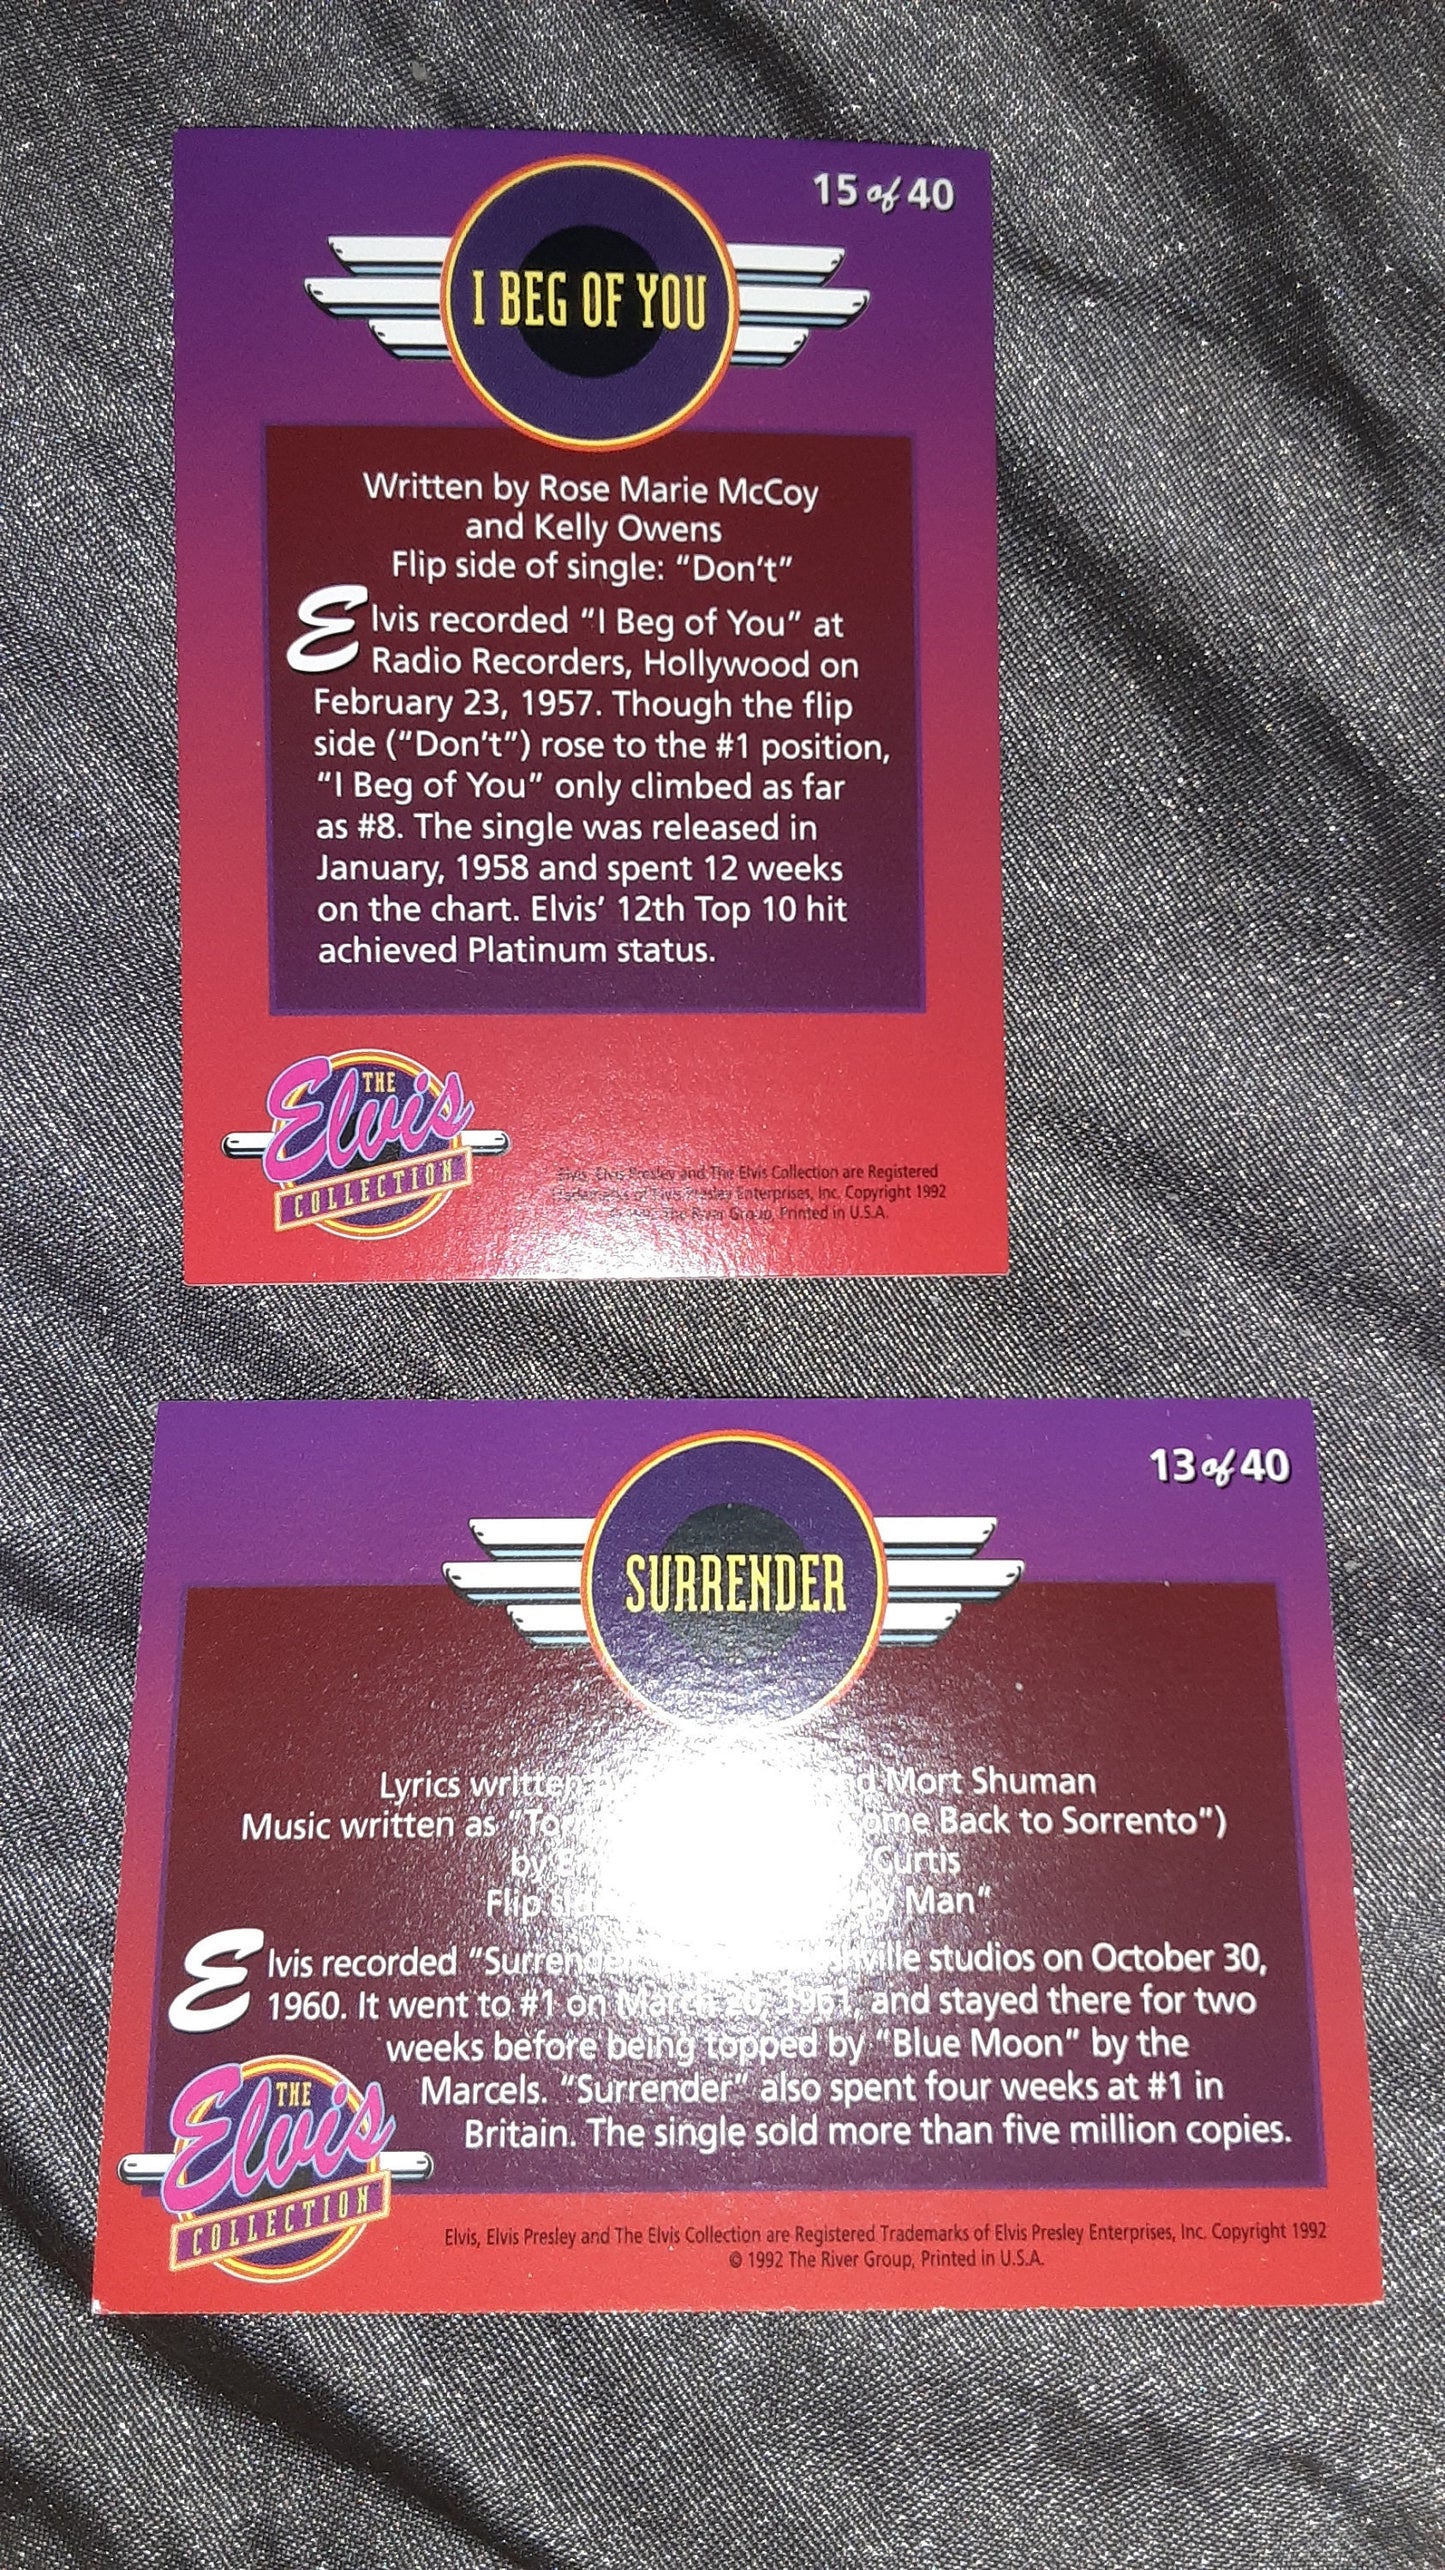 15 of 40
I BEG OF YOU
Written by Rose Marie McCoy
and Kelly Owens
Flip side of single: “Don’t”
Elvis recorded “I Beg of You” at
Radio Recorders, Hollywood on
February 23, 1957. Though the flip
side (“Don’t”) rose to the #1 position,
“I Beg of You” only climbed as far
as #8. The single was released in
January, 1958 and spent 12 weeks
on the chart. Elvis’ 12th Top 10 hit
achieved Platinum status.
THE
Elvis
COLLECTION
Elvis, Elvis Presley and The Elvis Collection are Registered
Trademarks of Elvis Presley Enterprises, Inc. Copyright 1992
The River Group, Printed in U.S.A.
13 of 40
SURRENDER
Lyrics written Mort Shuman
Music written as Back to Sorrento”)
by Curtis
Flip Man”
Elvis recorded “Surrender studios on October 30,
1960. It went to #1 on March 20, 1961, and stayed there for two
weeks before being topped by “Blue Moon” by the
Marcels. “Surrender” also spent four weeks at #1 in
Britain. The single sold more than five million copies.
THE
Elvis
COLLECTION
Elvis, Elvis Presley and The Elvis Collection are Registered Trademarks of Elvis Presley Enterprises, Inc. Copyright 1992
© 1992 The River Group, Printed in U.S.A.